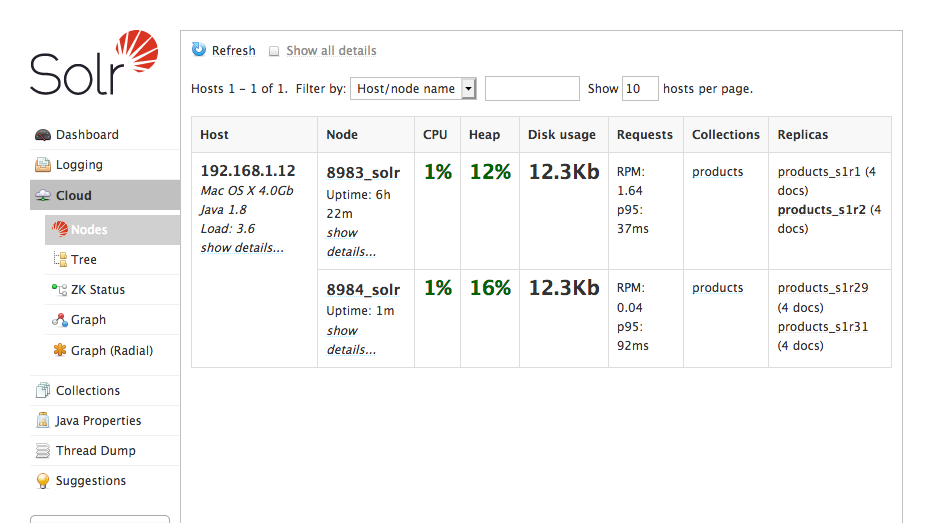 Solr
Refresh Show all details
Hosts 1 – 1 of 1. Filter by: Host/node name Show 10 hosts per page.
Dashboard
Logging
Cloud
Nodes
Tree
ZK Status
Graph
Graph (Radial)
Collections
Java Properties
Thread Dump
Suggestions
Host Node CPU Heap Disk usage Requests Collections Replicas
192.168.1.12
Mac OS X 4.0Gb
Java 1.8
Load: 3.6
show details...
8983_solr
Uptime: 6h
22m
show
details...
1%
12%
12.3Kb
RPM:
1.64
p95:
37ms
products
products_s1r1 (4
docs)
products_s1r2 (4
docs)
8984_solr
Uptime: 1m
show
details...
1%
16%
12.3Kb
RPM:
0.04
p95:
92ms
products
products_s1r29
(4 docs)
products_s1r31
(4 docs)